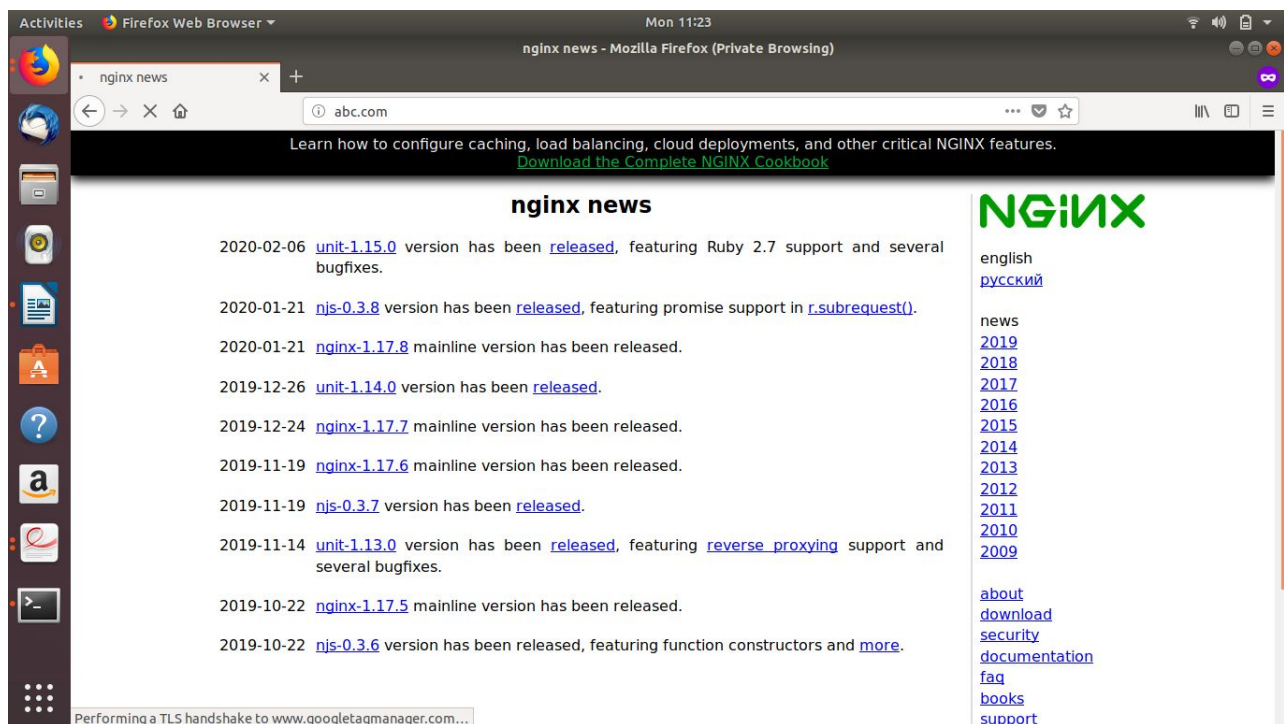 Activities Firefox Web Browser Mon 11:23
nginx news - Mozilla Firefox (Private Browsing)
nginx news
abc.com
Learn how to configure caching, load balancing, cloud deployments, and other critical NGINX features.
Download the Complete NGINX Cookbook
nginx news
2020-02-06 unit-1.15.0 version has been released, featuring Ruby 2.7 support and several
bugfixes.
2020-01-21 njs-0.3.8 version has been released, featuring promise support in r.subrequest().
2020-01-21 nginx-1.17.8 mainline version has been released.
2019-12-26 unit-1.14.0 version has been released.
2019-12-24 nginx-1.17.7 mainline version has been released.
2019-11-19 nginx-1.17.6 mainline version has been released.
2019-11-19 njs-0.3.7 version has been released.
2019-11-14 unit-1.13.0 version has been released, featuring reverse proxying support and
several bugfixes.
2019-10-22 nginx-1.17.5 mainline version has been released.
2019-10-22 njs-0.3.6 version has been released, featuring function constructors and more.
NGINX
english
русский
news
2019
2018
2017
2016
2015
2014
2013
2012
2011
2010
2009
about
download
security
documentation
faq
books
support
Performing a TLS handshake to www.googletagmanager.com...